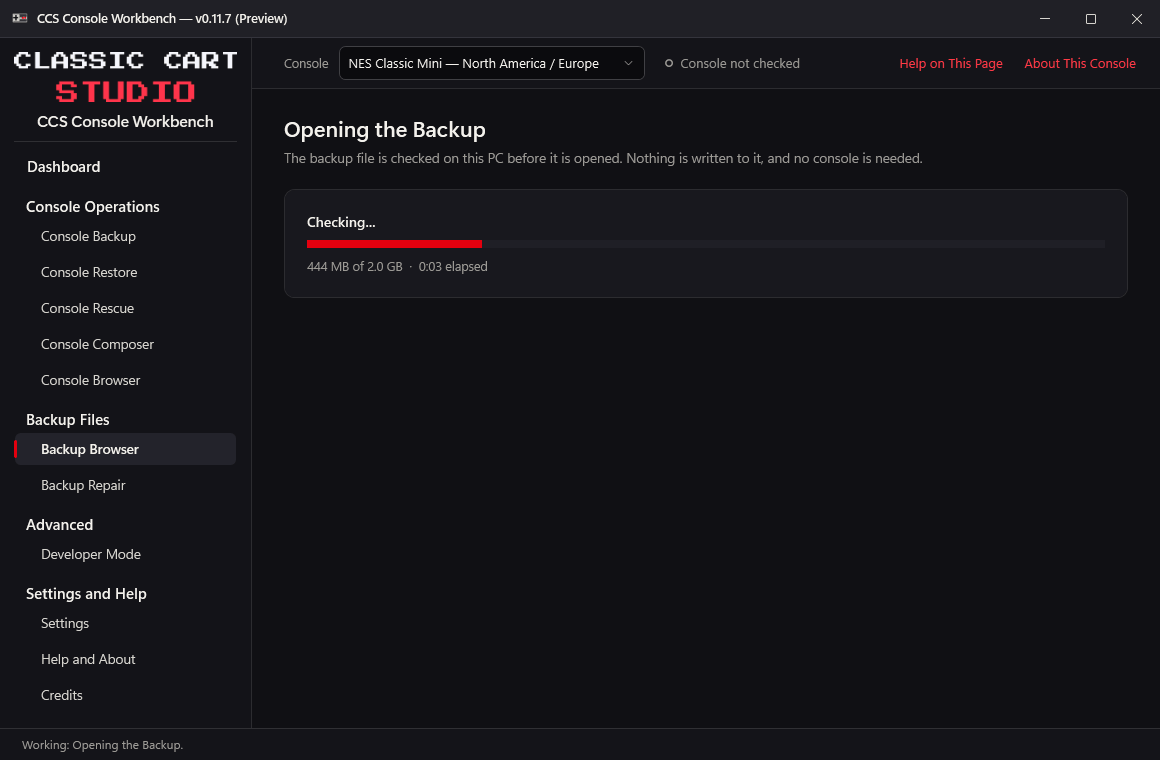 CCS Console Workbench — v0.11.7 (Preview)
CLASSIC CART
STUDIO
CCS Console Workbench
Dashboard
Console Operations
Console Backup
Console Restore
Console Rescue
Console Composer
Console Browser
Backup Files
Backup Browser
Backup Repair
Advanced
Developer Mode
Settings and Help
Settings
Help and About
Credits
Console NES Classic Mini — North America / Europe Console not checked Help on This Page About This Console
Opening the Backup
The backup file is checked on this PC before it is opened. Nothing is written to it, and no console is needed.
Checking...
444 MB of 2.0 GB · 0:03 elapsed
Working: Opening the Backup.